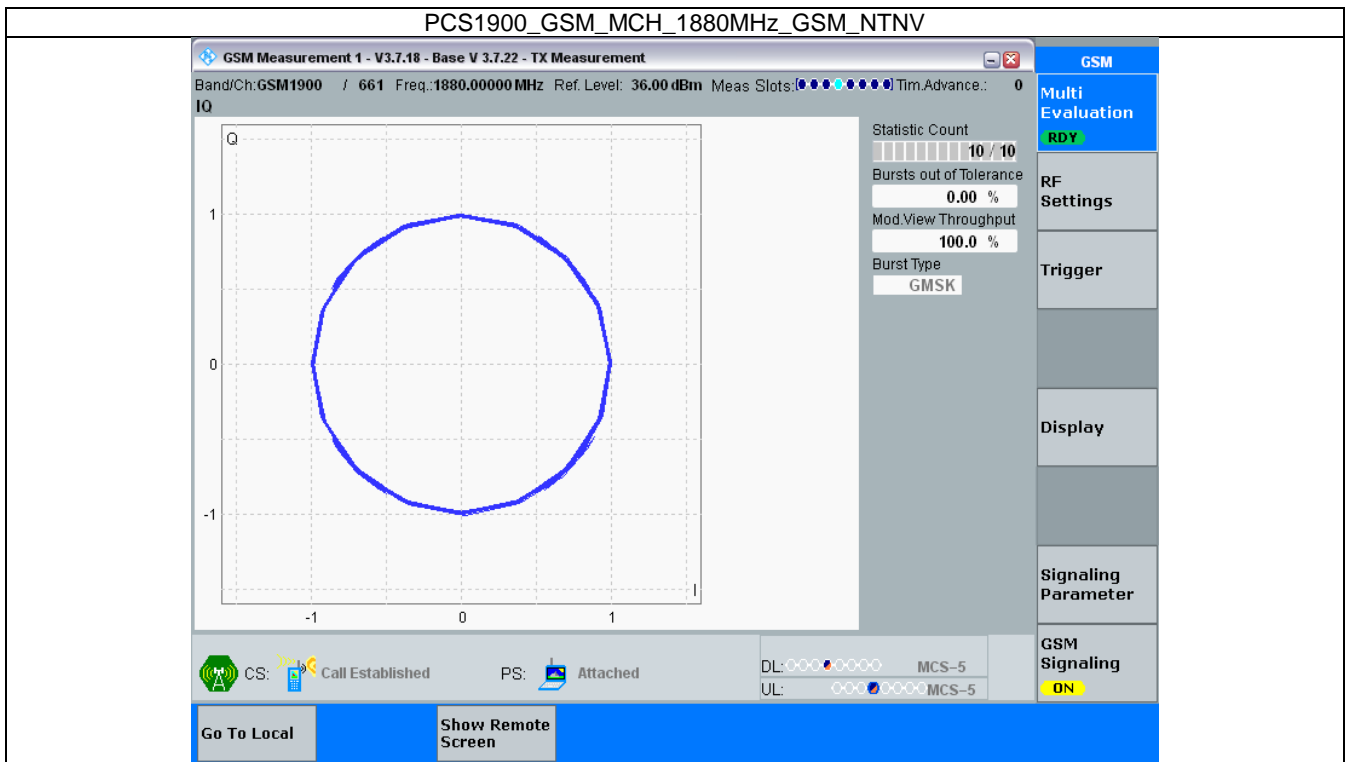 PCS1900_GSM_MCH_1880MHz_GSM_NTNV
GSM Measurement 1 - V3.7.18 - Base V 3.7.22 - TX Measurement
GSM
Band/Ch:GSM1900 / 661 Freq.:1880.00000 MHz Ref. Level: 36.00 dBm Meas Slots: Tim.Advance.: 0
IQ
Multi
Evaluation
RDY
Q
Statistic Count
10 / 10
Bursts out of Tolerance
0.00 %
Mod.View Throughput
100.0 %
Burst Type
GMSK
RF
Settings
Trigger
1
0
-1
I
-1 0 1
Display
Signaling
Parameter
CS: Call Established PS: Attached
DL: MCS-5
UL: MCS-5
GSM
Signaling
ON
Go To Local
Show Remote
Screen